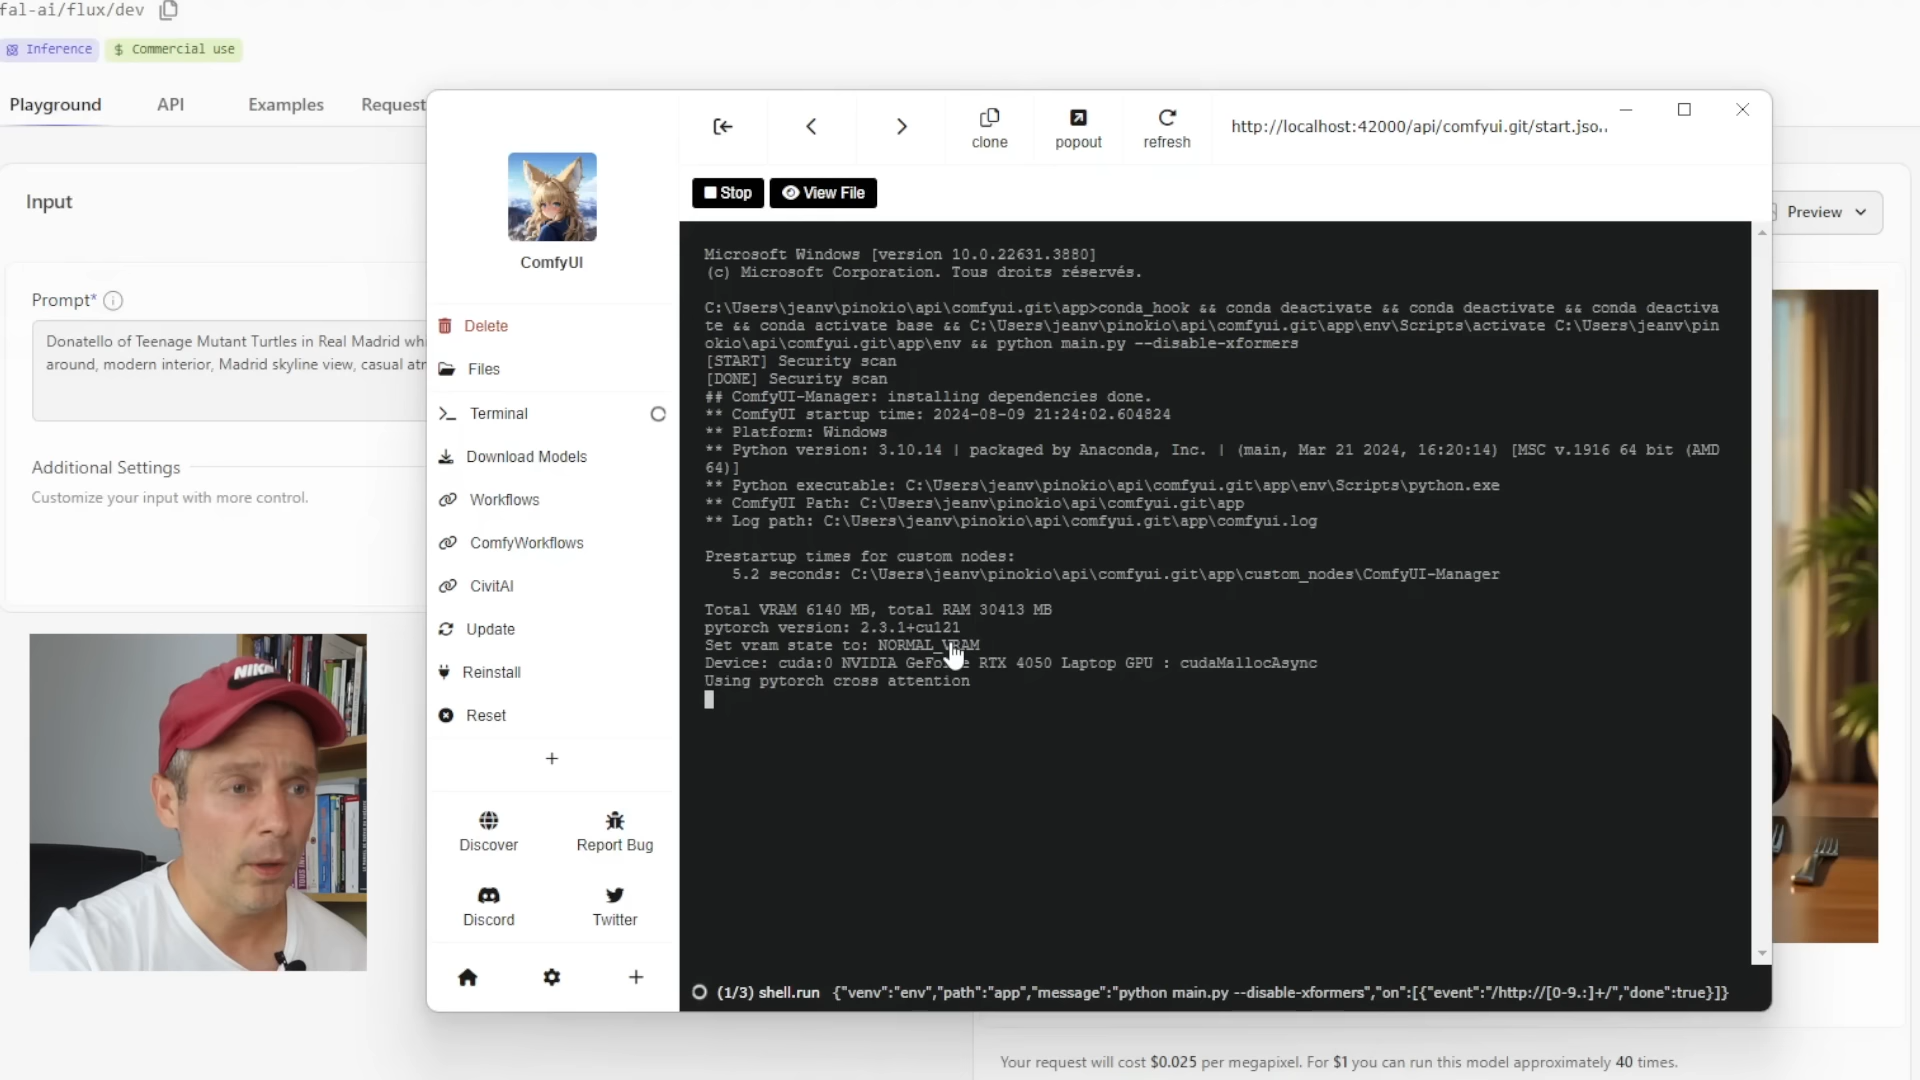 fal-ai/flux/dev
Inference
$ Commercial use
Playground
API
Examples
Request
Input
Prompt*
Donatello of Teenage Mutant Turtles in Real Madrid
around, modern interior, Madrid skyline view, casual
Additional Settings
Customize your input with more control.
ComfyUI
Delete
Files
Terminal
Download Models
Workflows
ComfyWorkflows
CivitAI
Update
Reinstall
Reset
Discover
Report Bug
Discord
Twitter
clone
popout
refresh
http://localhost:42000/api/comfyui.git/start.jso..
Stop
View File
Microsoft Windows [version 10.0.22631.3880]
(c) Microsoft Corporation. Tous droits réservés.
C:\Users\jeanv\pinokio\api\comfyui.git\app>conda_hook && conda deactivate && conda deactivate && conda deactiva
te && conda activate base && C:\Users\jeanv\pinokio\api\comfyui.git\app\env\Scripts\activate C:\Users\jeanv\pin
okio\api\comfyui.git\app\env && python main.py --disable-xformers
[START] Security scan
[DONE] Security scan
## ComfyUI-Manager: installing dependencies done.
** ComfyUI startup time: 2024-08-09 21:24:02.604824
** Platform: Windows
** Python version: 3.10.14 | packaged by Anaconda, Inc. | (main, Mar 21 2024, 16:20:14) [MSC v.1916 64 bit (AMD
64)]
** Python executable: C:\Users\jeanv\pinokio\api\comfyui.git\app\env\Scripts\python.exe
** ComfyUI Path: C:\Users\jeanv\pinokio\api\comfyui.git\app
** Log path: C:\Users\jeanv\pinokio\api\comfyui.git\app\comfyui.log
Prestartup times for custom nodes:
5.2 seconds: C:\Users\jeanv\pinokio\api\comfyui.git\app\custom_nodes\ComfyUI-Manager
Total VRAM 6140 MB, total RAM 30413 MB
pytorch version: 2.3.1+cu121
Set vram state to: NORMAL_VRAM
Device: cuda:0 NVIDIA GeForce RTX 4050 Laptop GPU : cudaMallocAsync
Using pytorch cross attention
(1/3) shell.run {"venv":"env","path":"app","message":"python main.py --disable-xformers","on":[{"event":"/http://[0-9.:]+/","done":true}]}
Preview
Your request will cost $0.025 per megapixel. For $1 you can run this model approximately 40 times.
NIKE